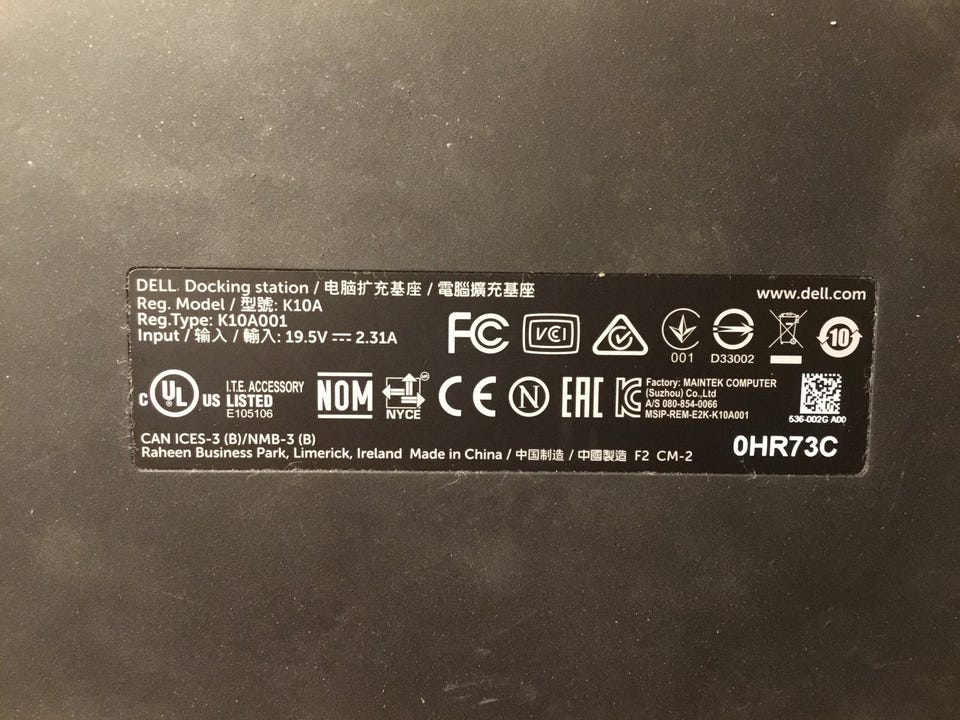 DELL Docking station / 电脑扩充基座 / 電腦擴充基座
www.dell.com
Reg. Model / 型號: K10A
Reg.Type: K10A001
Input / 输入 / 輸入: 19.5V 2.31A
FC VCI
001 D33002 10
c UL US I.T.E. ACCESSORY
LISTED
E105106
NOM NYCE CE N EAC
Factory: MAINTEK COMPUTER
(Suzhou) Co.,Ltd
A/S 080-854-0066
MSIP-REM-E2K-K10A001
536-002G A00
CAN ICES-3 (B)/NMB-3 (B)
0HR73C
Raheen Business Park, Limerick, Ireland Made in China / 中国制造 / 中國製造 F2 CM-2